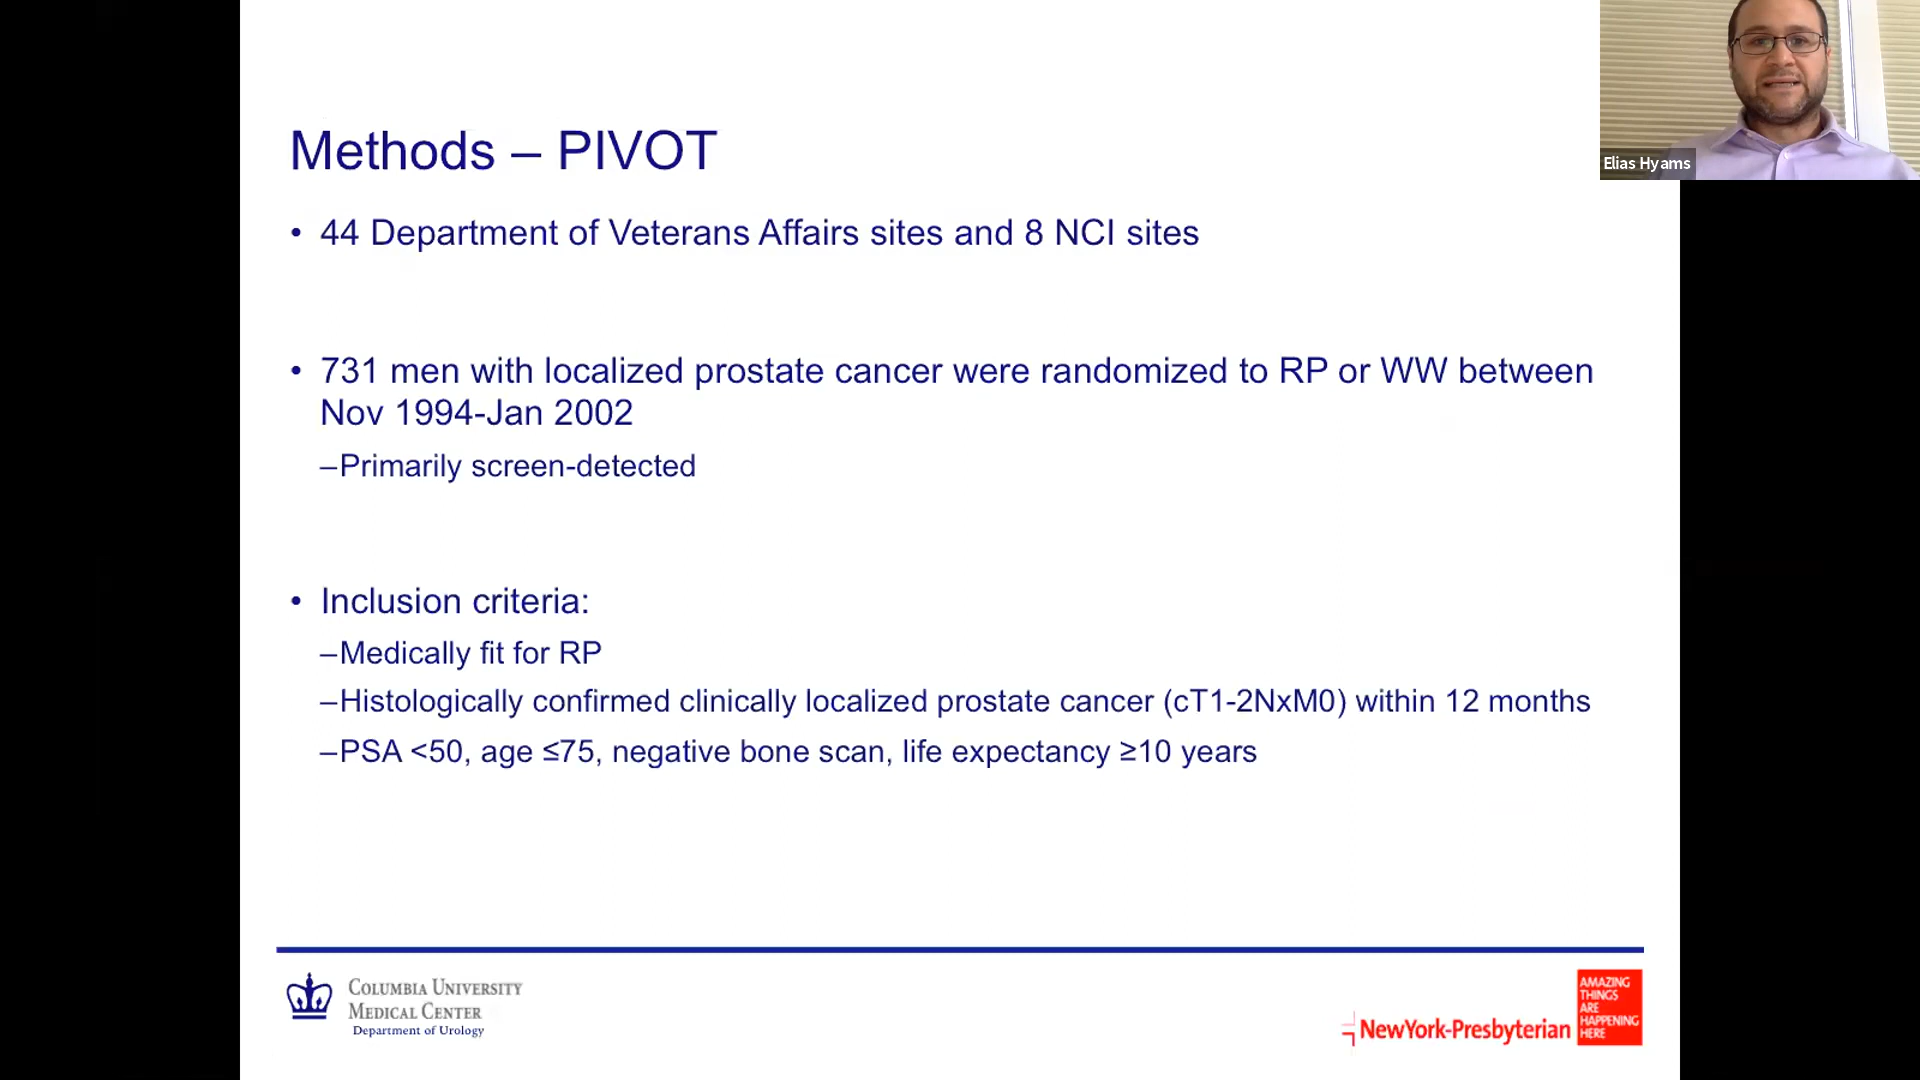 Methods – PIVOT
• 44 Department of Veterans Affairs sites and 8 NCI sites
• 731 men with localized prostate cancer were randomized to RP or WW between
Nov 1994-Jan 2002
–Primarily screen-detected
• Inclusion criteria:
–Medically fit for RP
–Histologically confirmed clinically localized prostate cancer (cT1-2NxM0) within 12 months
–PSA <50, age ≤75, negative bone scan, life expectancy ≥10 years
Elias Hyams
COLUMBIA UNIVERSITY
MEDICAL CENTER
Department of Urology
NewYork-Presbyterian
AMAZING
THINGS
ARE
HAPPENING
HERE